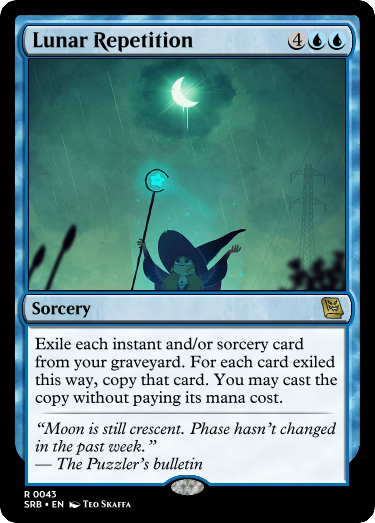 Lunar Repetition 4
Sorcery
Exile each instant and/or sorcery card
from your graveyard. For each card exiled
this way, copy that card. You may cast the
copy without paying its mana cost.
“Moon is still crescent. Phase hasn’t changed
in the past week.”
— The Puzzler’s bulletin
R 0043
SRB • EN Teo Skaffa